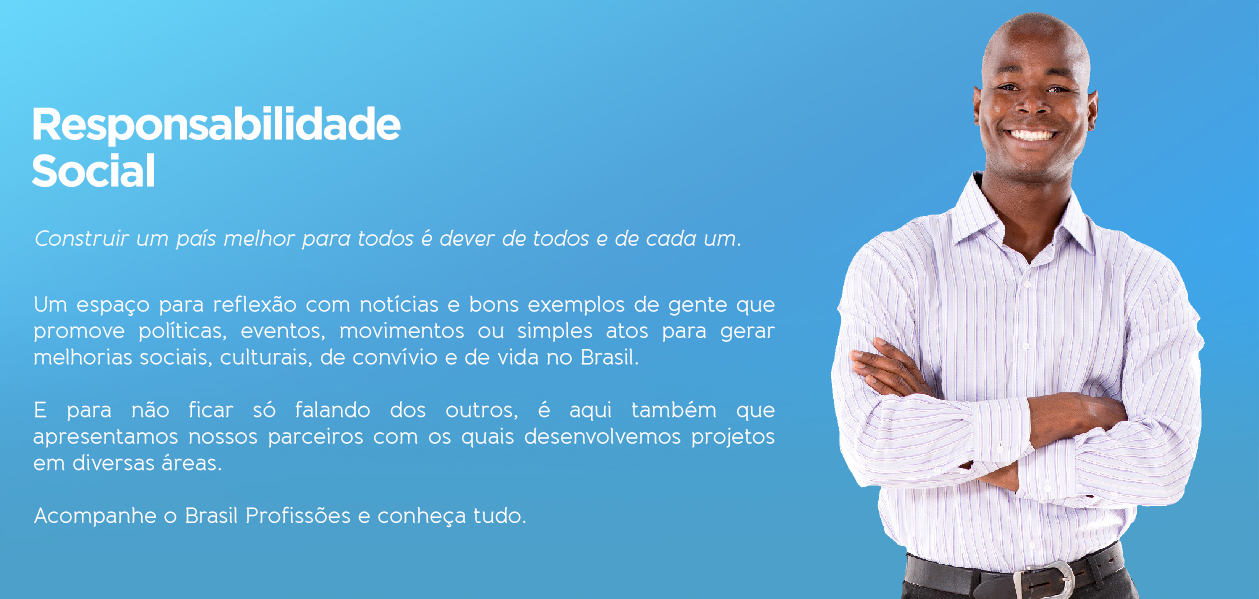 Responsabilidade
Social
Construir um país melhor para todos é dever de todos e de cada um.
Um espaço para reflexão com notícias e bons exemplos de gente que
promove políticas, eventos, movimentos ou simples atos para gerar
melhorias sociais, culturais, de convívio e de vida no Brasil.
E para não ficar só falando dos outros, é aqui também que
apresentamos nossos parceiros com os quais desenvolvemos projetos
em diversas áreas.
Acompanhe o Brasil Profissões e conheça tudo.